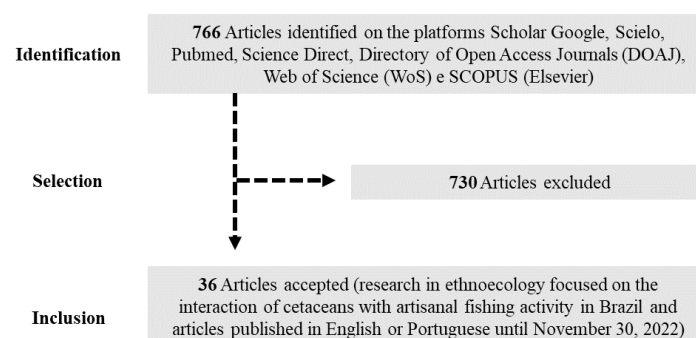 Identification
766 Articles identified on the platforms Scholar Google, Scielo,
Pubmed, Science Direct, Directory of Open Access Journals (DOAJ),
Web of Science (WoS) e SCOPUS (Elsevier)
Selection
730 Articles excluded
Inclusion
36 Articles accepted (research in ethnoecology focused on the
interaction of cetaceans with artisanal fishing activity in Brazil and
articles published in English or Portuguese until November 30, 2022)